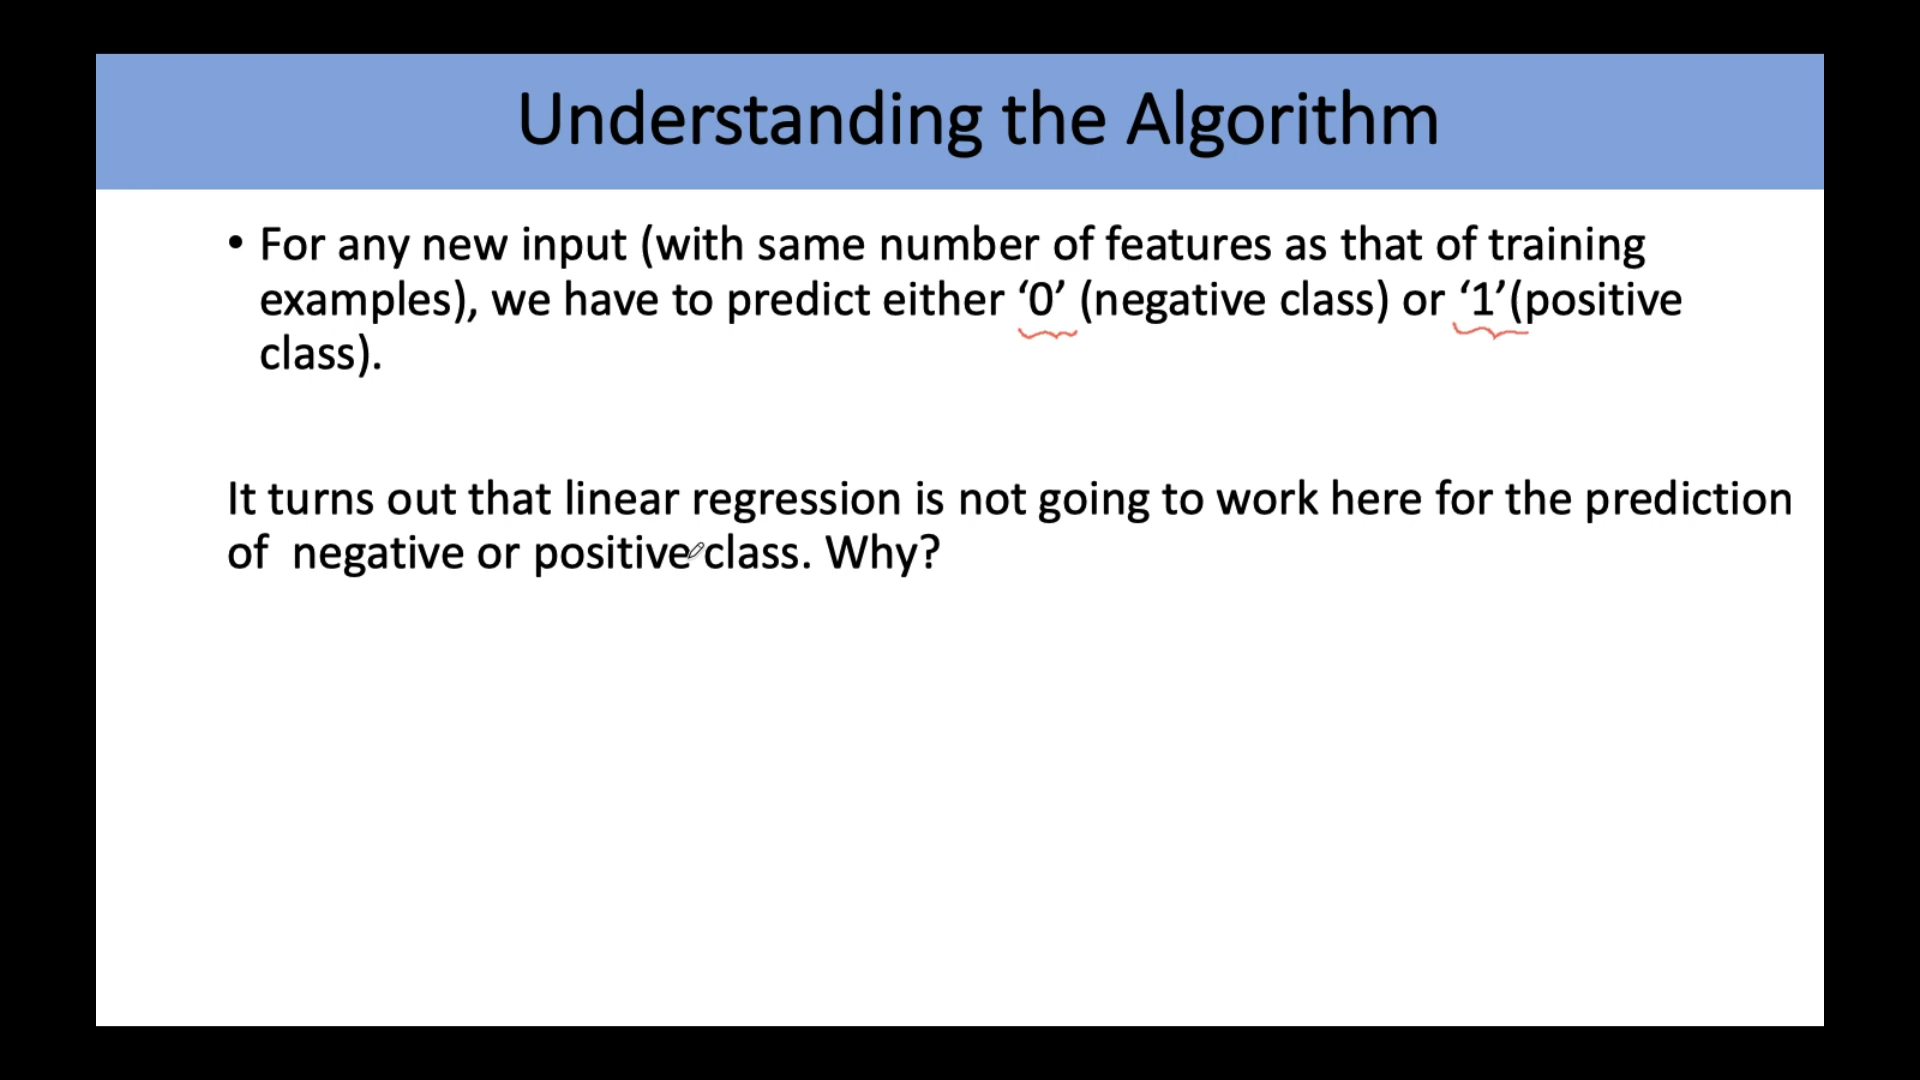 Understanding the Algorithm
• For any new input (with same number of features as that of training
examples), we have to predict either ‘0’ (negative class) or ‘1’(positive
class).
It turns out that linear regression is not going to work here for the prediction
of  negative or positive class. Why?